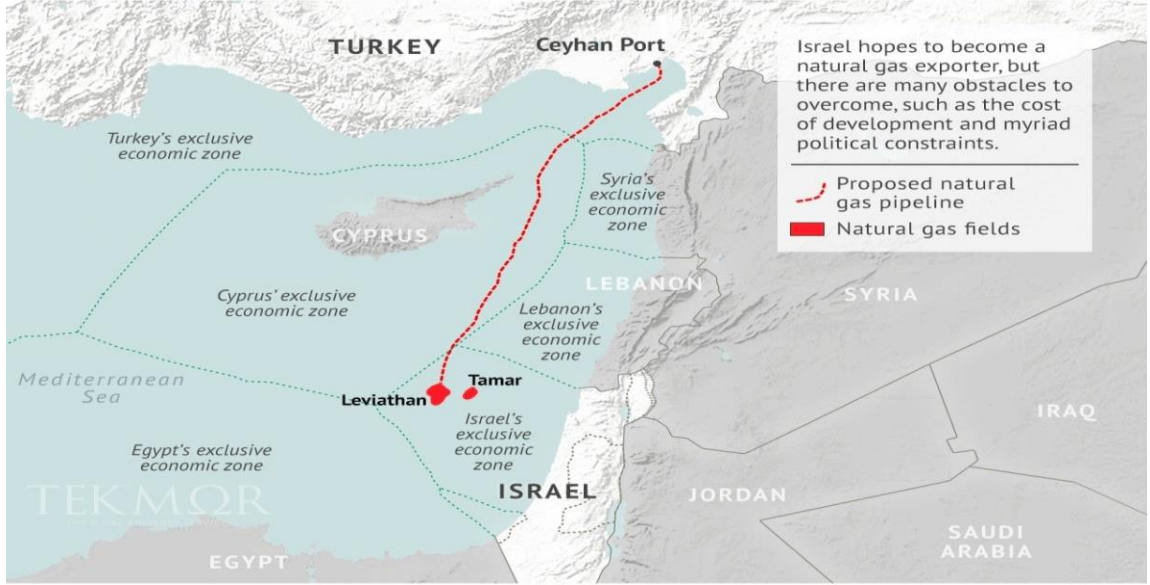 TURKEY
Ceyhan Port
Israel hopes to become a
natural gas exporter, but
there are many obstacles to
overcome, such as the cost
of development and myriad
political constraints.
Proposed natural
gas pipeline
Natural gas fields
Turkey's exclusive
economic zone
Syria's
exclusive
economic
zone
CYPRUS
Cyprus' exclusive
economic zone
LEBANON
SYRIA
Lebanon's
exclusive
economic
zone
Mediterranean
Sea
Leviathan
Tamar
Israel's
exclusive
economic
zone
IRAQ
Egypt's exclusive
economic zone
TEKMOR
ISRAEL
JORDAN
SAUDI
ARABIA
EGYPT